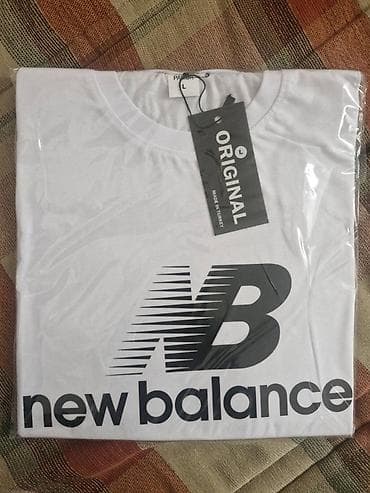 L
ORIGINAL
MADE IN TURKEY
NB
new balance